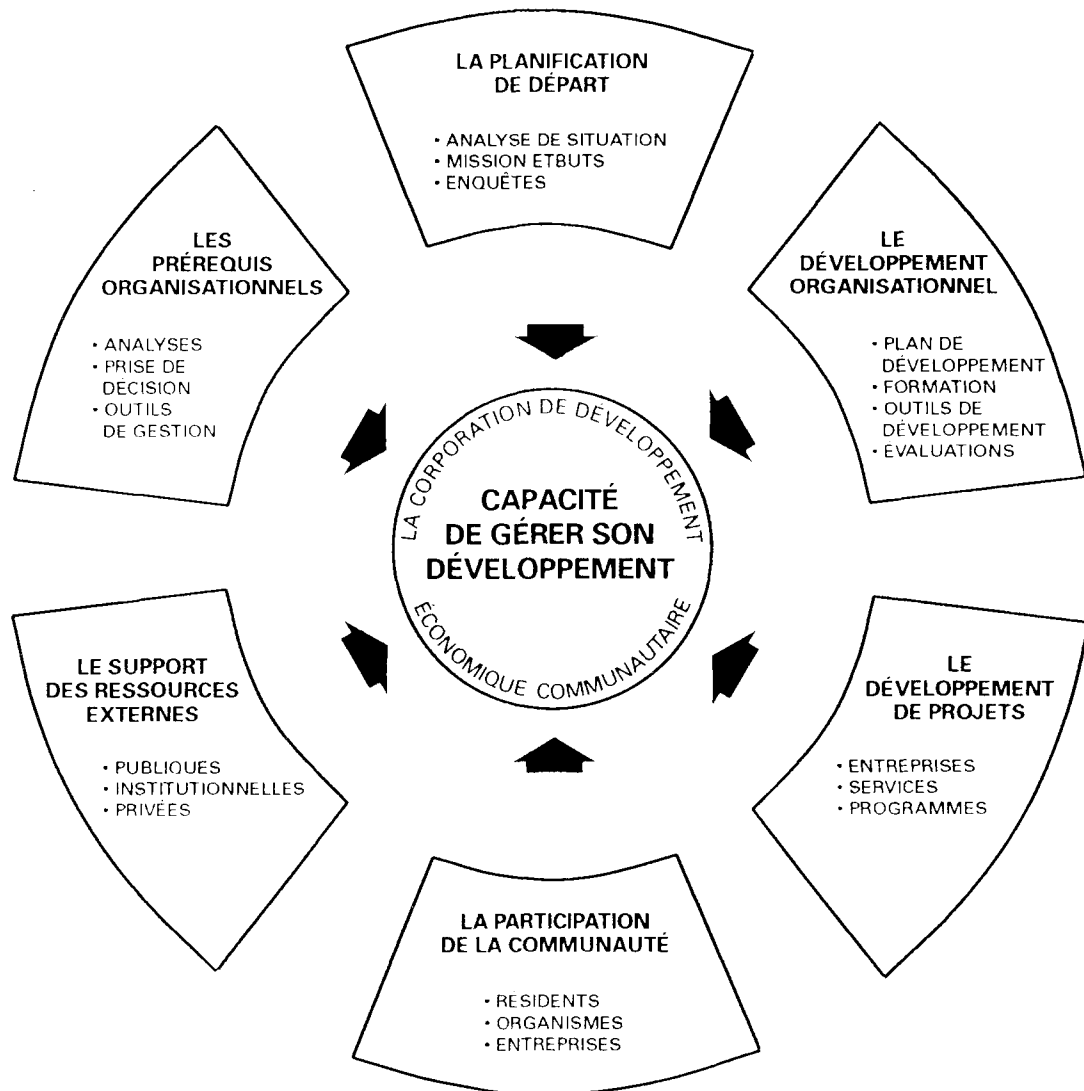 LA PLANIFICATION
DE DÉPART
• ANALYSE DE SITUATION
• MISSION ETBUTS
• ENQUÊTES
LES
PRÉREQUIS
ORGANISATIONNELS
• ANALYSES
• PRISE DE
DÉCISION
• OUTILS
DE GESTION
LE
DÉVELOPPEMENT
ORGANISATIONNEL
• PLAN DE
DÉVELOPPEMENT
• FORMATION
• OUTILS DE
DÉVELOPPEMENT
• ÉVALUATIONS
LA CORPORATION DE DÉVELOPPEMENT
CAPACITÉ
DE GÉRER SON
DÉVELOPPEMENT
ÉCONOMIQUE COMMUNAUTAIRE
LE SUPPORT
DES RESSOURCES
EXTERNES
• PUBLIQUES
• INSTITUTIONNELLES
• PRIVÉES
LE
DÉVELOPPEMENT
DE PROJETS
• ENTREPRISES
• SERVICES
• PROGRAMMES
LA PARTICIPATION
DE LA COMMUNAUTÉ
• RÉSIDENTS
• ORGANISMES
• ENTREPRISES